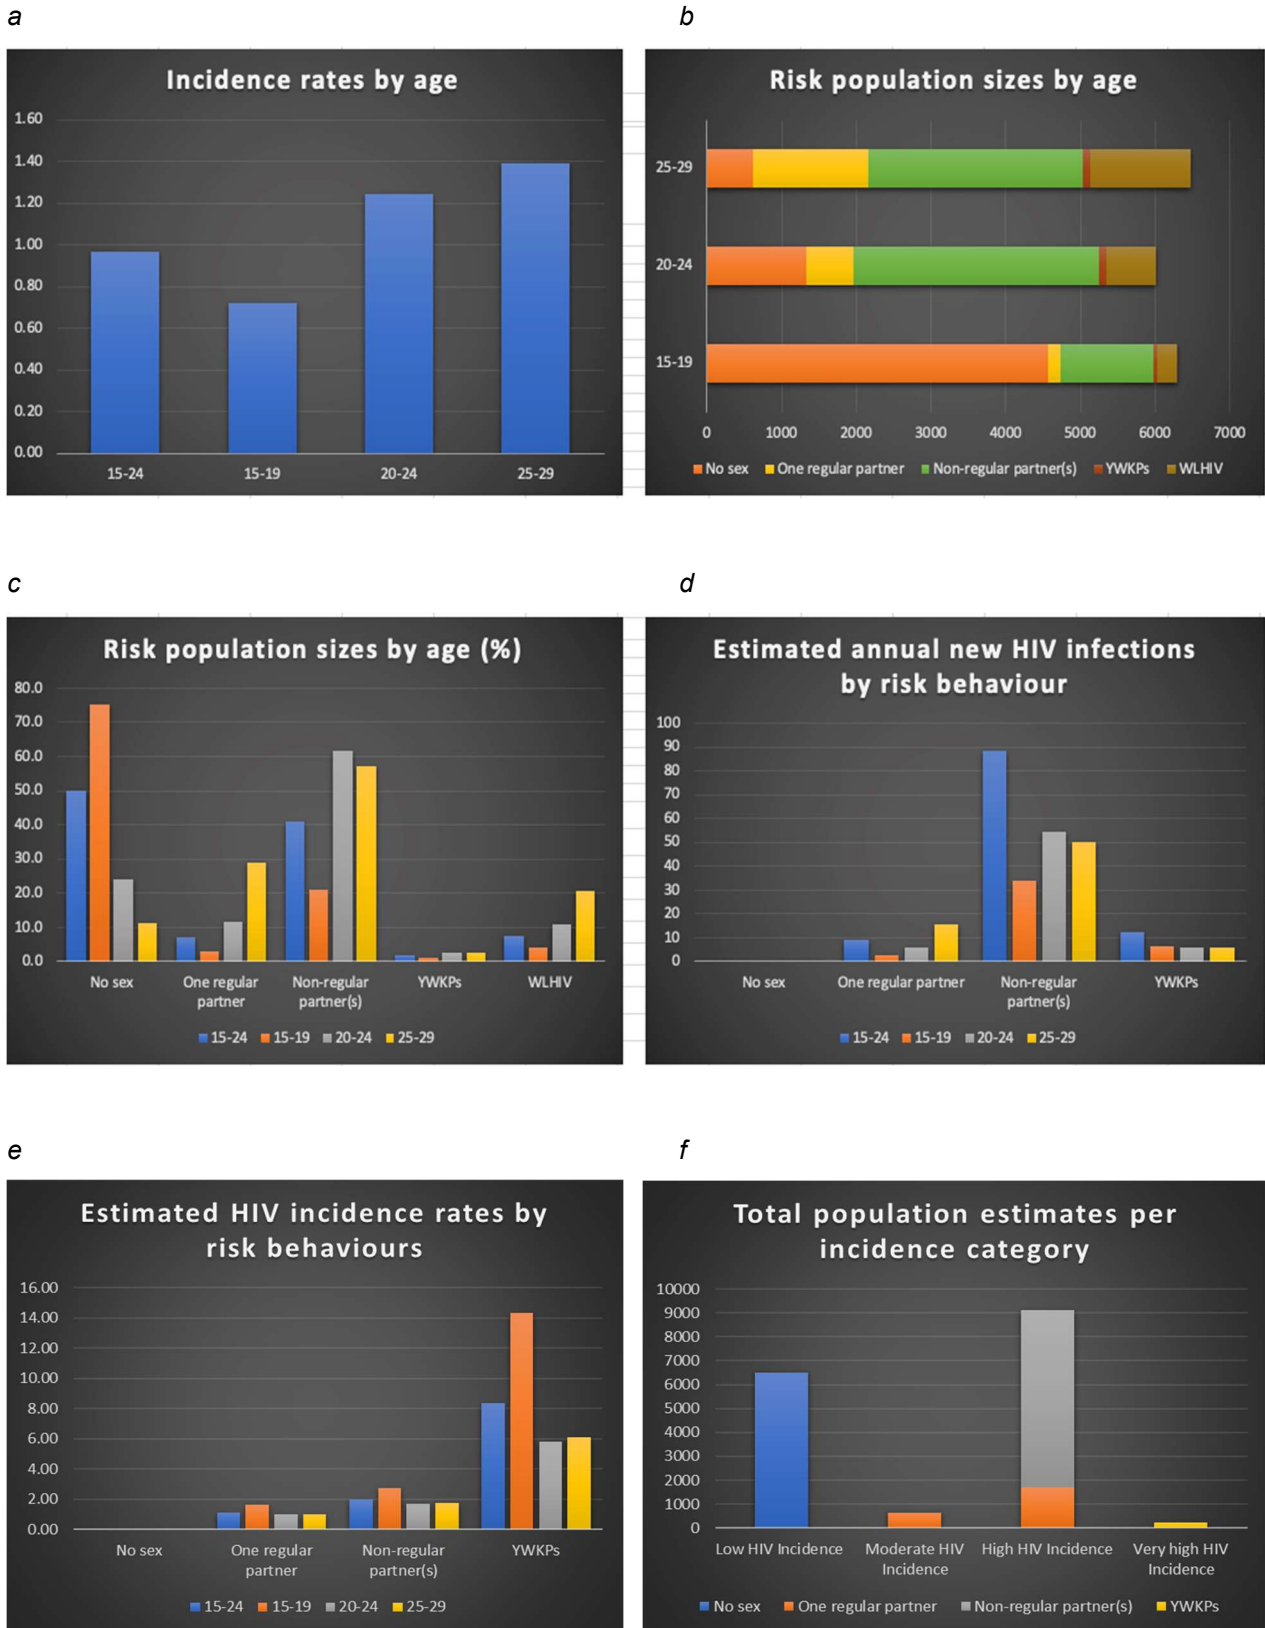 a
b
Incidence rates by age
1.60
1.40
1.20
1.00
0.80
0.60
0.40
0.20
0.00
15-24 15-19 20-24 25-29
Risk population sizes by age
25-29
20-24
15-19
0 1000 2000 3000 4000 5000 6000 7000
No sex One regular partner Non-regular partner(s) YWKPs WLHIV
c
d
Risk population sizes by age (%)
80.0
70.0
60.0
50.0
40.0
30.0
20.0
10.0
0.0
No sex One regular partner Non-regular partner(s) YWKPs WLHIV
15-24 15-19 20-24 25-29
Estimated annual new HIV infections
by risk behaviour
100
90
80
70
60
50
40
30
20
10
0
No sex One regular partner Non-regular partner(s) YWKPs
15-24 15-19 20-24 25-29
e
f
Estimated HIV incidence rates by
risk behaviours
16.00
14.00
12.00
10.00
8.00
6.00
4.00
2.00
0.00
No sex One regular partner Non-regular partner(s) YWKPs
15-24 15-19 20-24 25-29
Total population estimates per
incidence category
10000
9000
8000
7000
6000
5000
4000
3000
2000
1000
0
Low HIV Incidence Moderate HIV Incidence High HIV Incidence Very high HIV Incidence
No sex One regular partner Non-regular partner(s) YWKPs